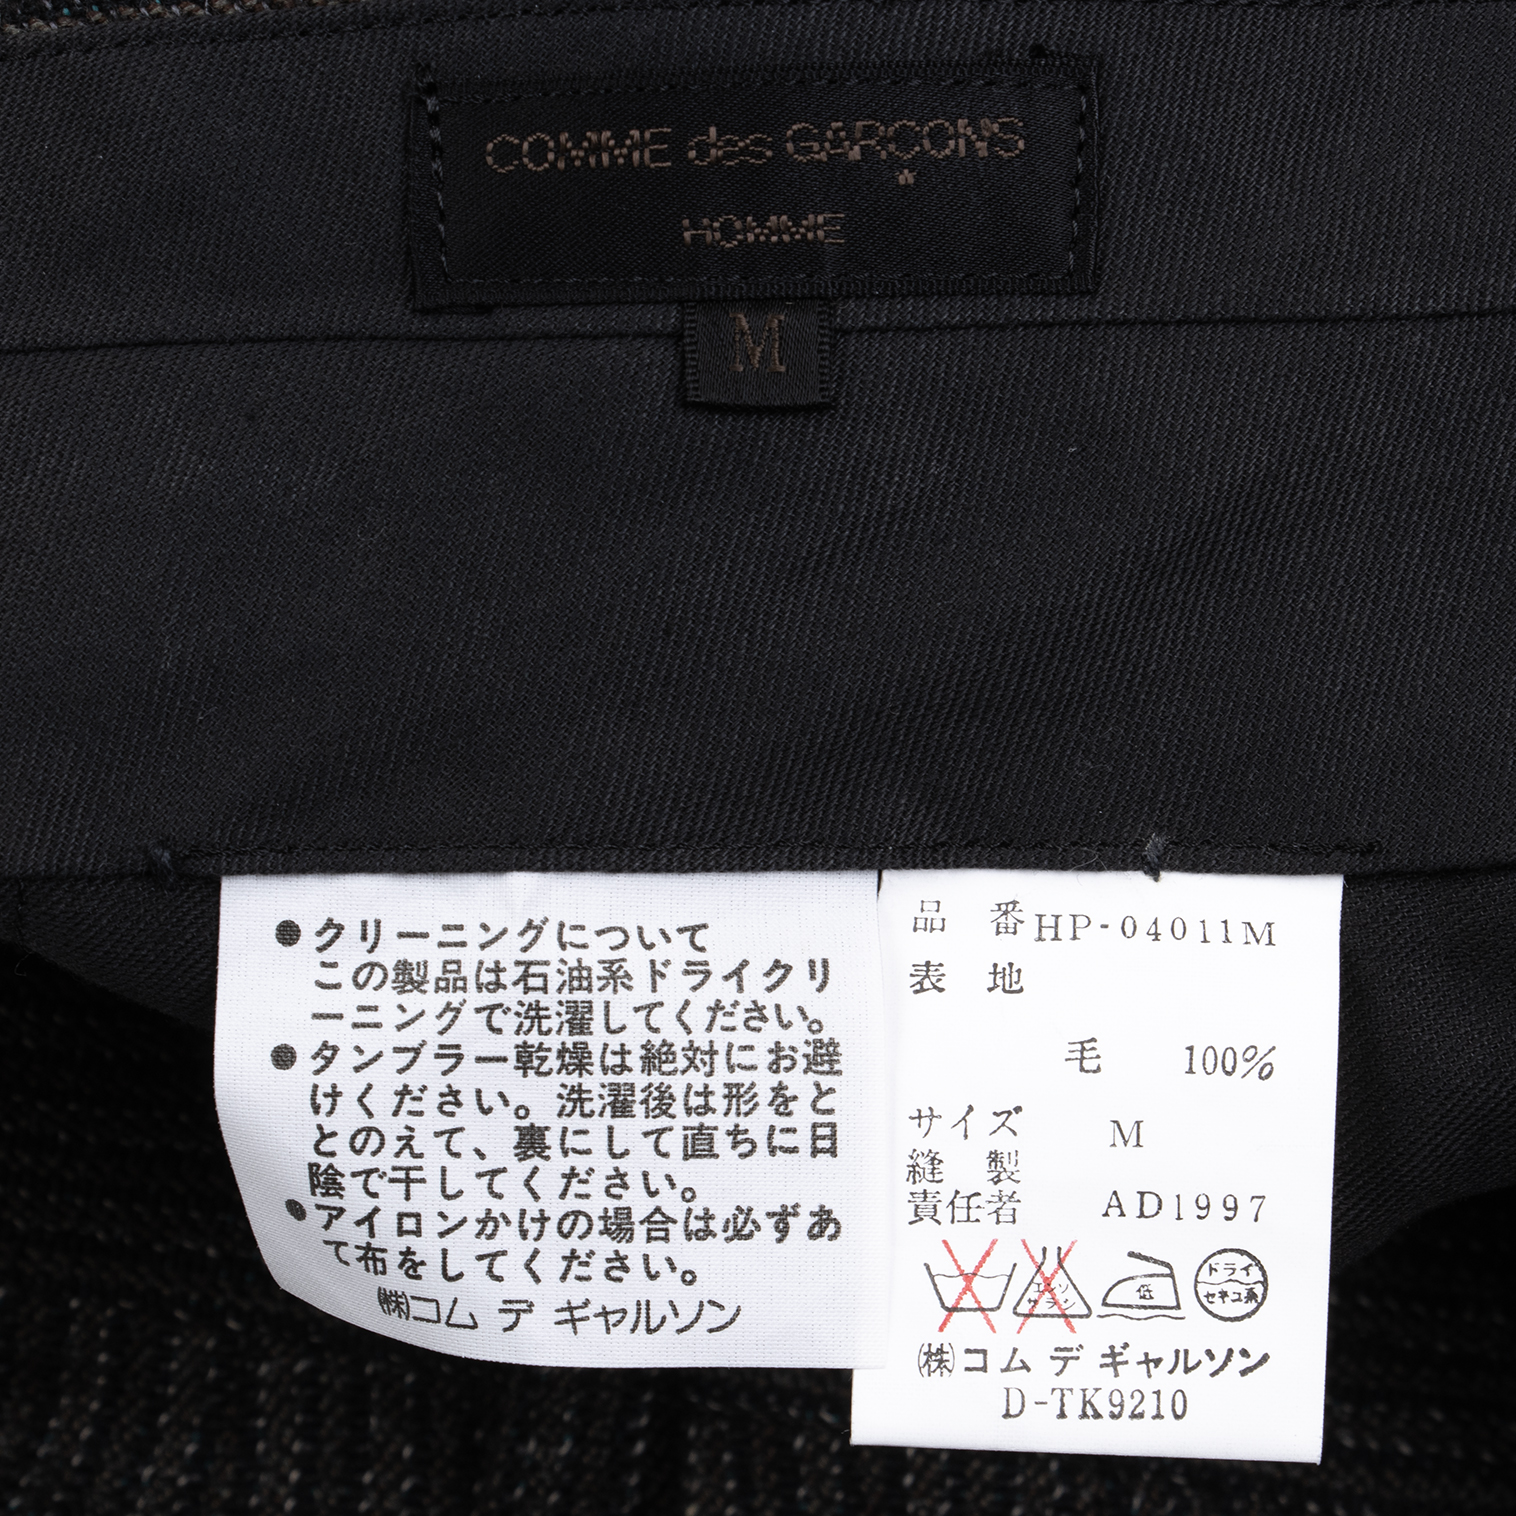 COMME des GARÇONS
HOMME
M
●クリーニングについて
この製品は石油系ドライクリ
ーニングで洗濯してください。
●タンブラー乾燥は絶対にお避
けください。洗濯後は形をと
とのえて、裏にして直ちに日
陰で干してください。
●アイロンかけの場合は必ずあ
て布をしてください。
㈱コム デ ギャルソン
品 番 HP-04011M
表 地
毛 100%
サイズ M
縫 製
責任者 AD1997
エンソ
サラシ
低
ドライ
セキユ系
㈱コム デ ギャルソン
D-TK9210